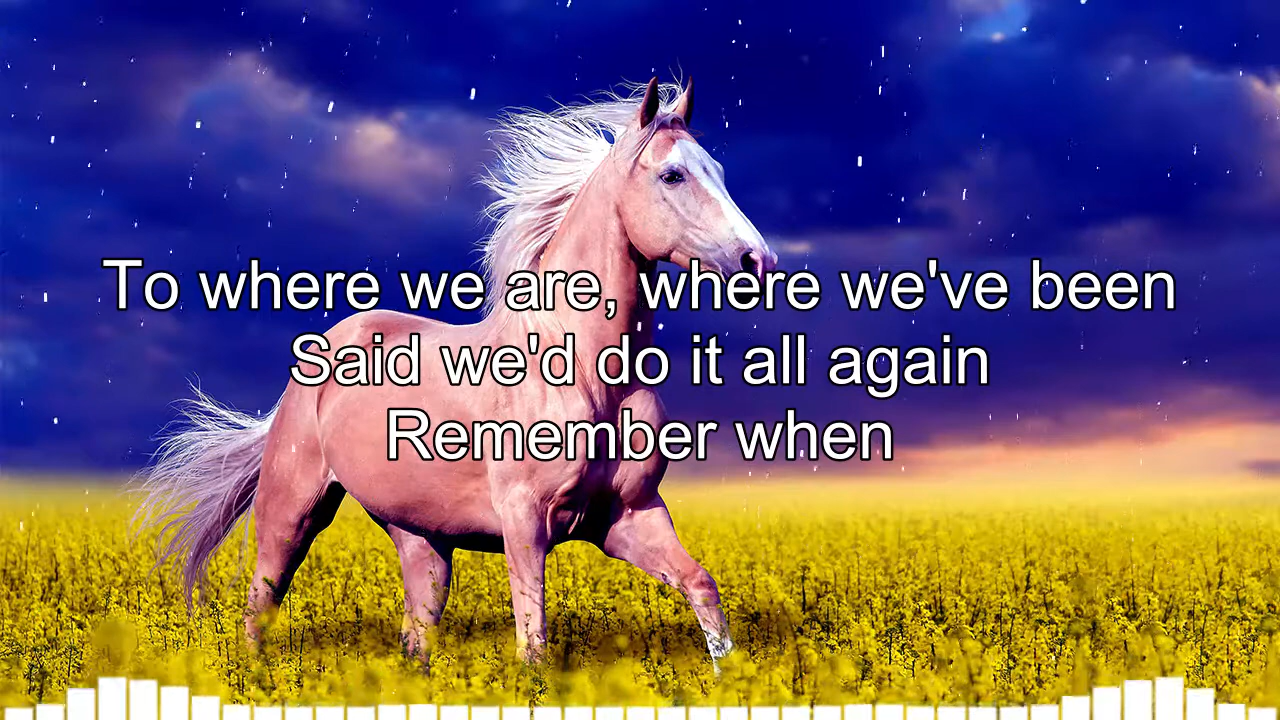 To where we are, where we've been
Said we'd do it all again
Remember when